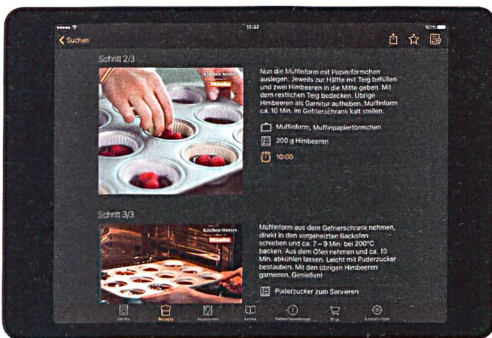 15:33
Suchen
Schritt 2/3
Nun die Muffinform mit Papierförmchen
auslegen. Jeweils zur Hälfte mit Teig befüllen
und zwei Himbeeren in die Mitte geben. Mit
dem restlichen Teig bedecken. Übrige
Himbeeren als Garnitur aufheben. Muffinform
ca. 10 Min. im Gefrierschrank kalt stellen.
Muffinform, Muffinpapierförmchen
300 g Himbeeren
10:00
Schritt 3/3
Muffinform aus dem Gefrierschrank nehmen,
direkt in den vorgeheizten Backofen
schieben und ca. 7 – 9 Min. bei 200°C
backen. Aus dem Ofen nehmen und ca. 10
Min. abkühlen lassen. Leicht mit Puderzucker
bestäuben. Mit den übrigen Himbeeren
garnieren. Genießen!
Puderzucker zum Servieren
Rezepte
Shop